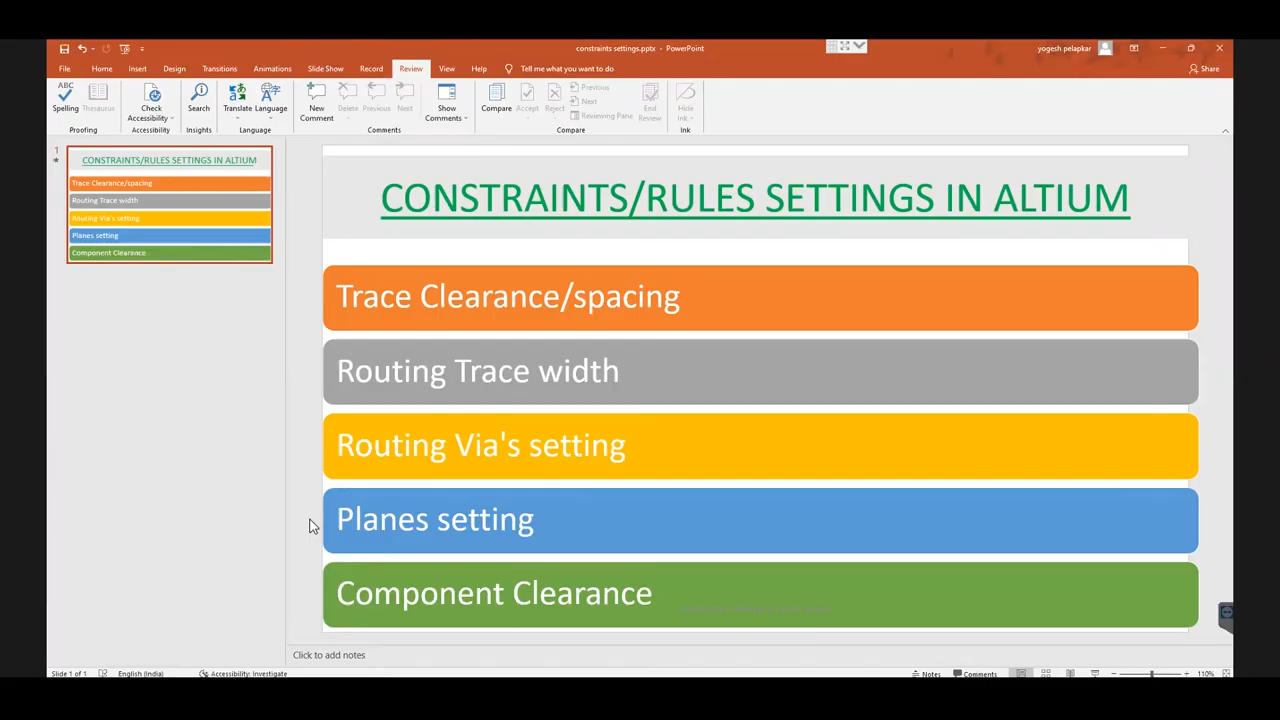 constraints settings.pptx - PowerPoint
yogesh pelapkar
File Home Insert Design Transitions Animations Slide Show Record Review View Help Tell me what you want to do Share
ABC
Spelling Thesaurus Check Accessibility Search Translate Language New Comment Delete Previous Next Show Comments Compare Accept Reject Previous Next Reviewing Pane End Review Hide Ink
Proofing Accessibility Insights Language Comments Compare Ink
1
CONSTRAINTS/RULES SETTINGS IN ALTIUM
Trace Clearance/spacing
Routing Trace width
Routing Via's setting
Planes setting
Component Clearance
CONSTRAINTS/RULES SETTINGS IN ALTIUM
Trace Clearance/spacing
Routing Trace width
Routing Via's setting
Planes setting
Component Clearance
Click to add notes
Slide 1 of 1 English (India) Accessibility: Investigate Notes Comments 110%